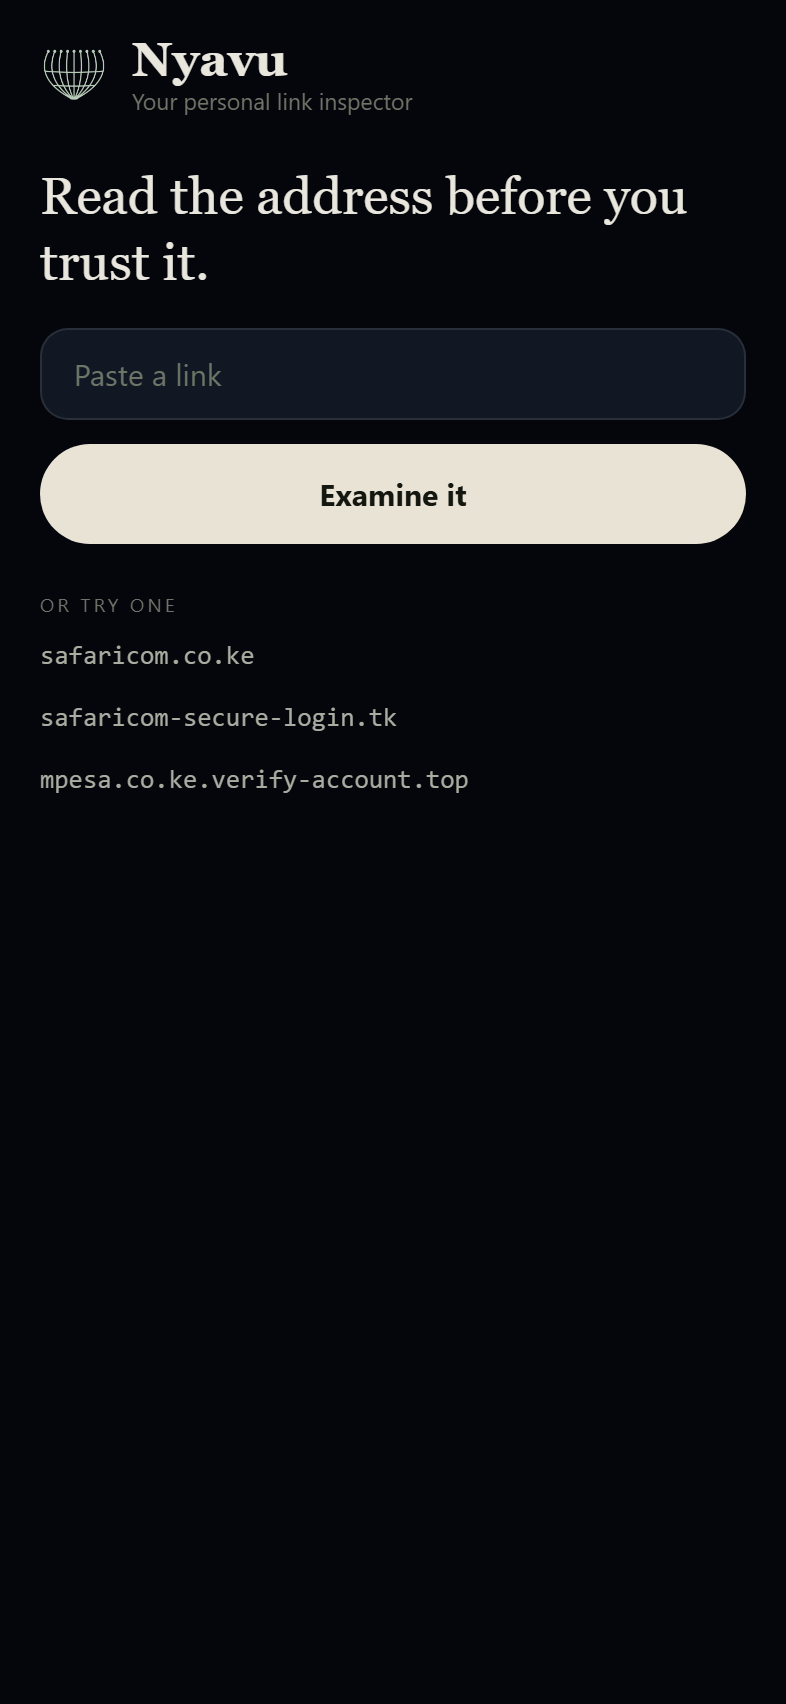 Nyavu
Your personal link inspector
Read the address before you
trust it.
Paste a link
Examine it
OR TRY ONE
safaricom.co.ke
safaricom-secure-login.tk
mpesa.co.ke.verify-account.top